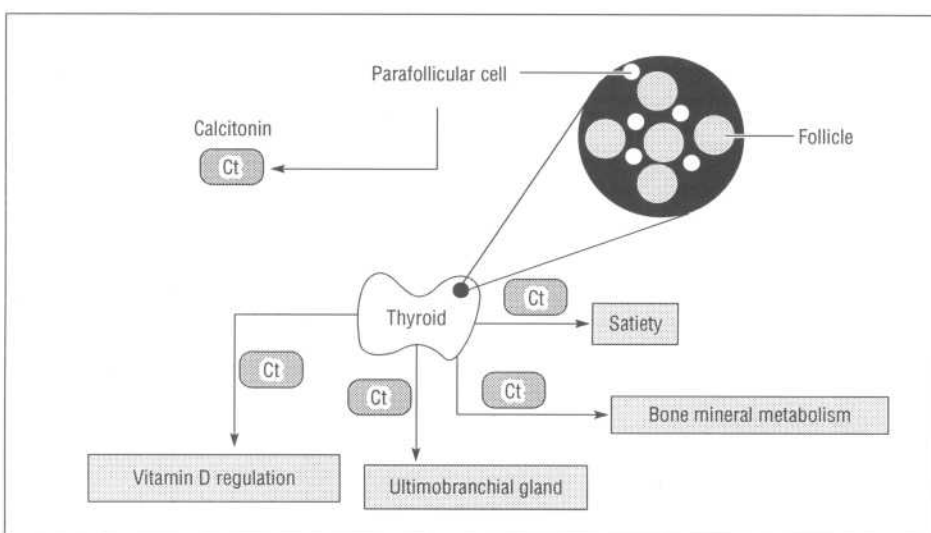 Parafollicular cell
Calcitonin
Ct
Follicle
Ct
Thyroid
Satiety
Ct
Ct
Ct
Bone mineral metabolism
Vitamin D regulation
Ultimobranchial gland